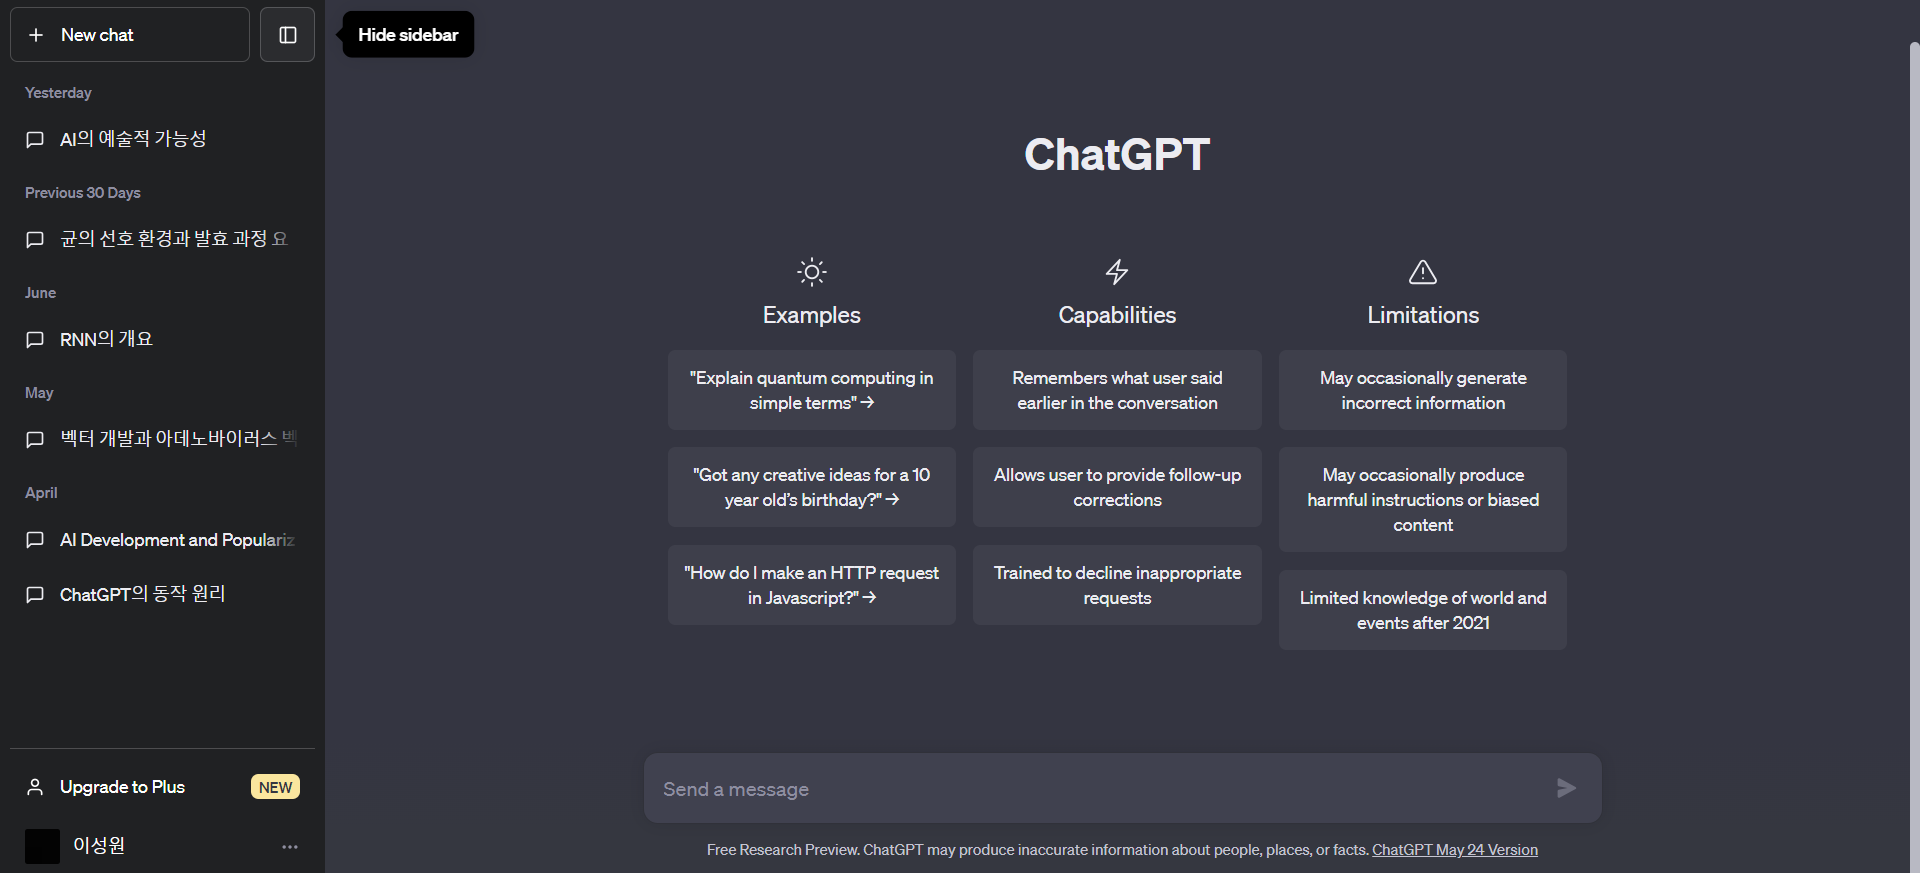 New chat
Hide sidebar
Yesterday
AI의 예술적 가능성
Previous 30 Days
균의 선호 환경과 발효 과정 요
June
RNN의 개요
May
벡터 개발과 아데노바이러스 벡
April
AI Development and Populariz
ChatGPT의 동작 원리
Upgrade to Plus
NEW
이성원
ChatGPT
Examples
"Explain quantum computing in
simple terms" →
"Got any creative ideas for a 10
year old’s birthday?" →
"How do I make an HTTP request
in Javascript?" →
Capabilities
Remembers what user said
earlier in the conversation
Allows user to provide follow-up
corrections
Trained to decline inappropriate
requests
Limitations
May occasionally generate
incorrect information
May occasionally produce
harmful instructions or biased
content
Limited knowledge of world and
events after 2021
Send a message
Free Research Preview. ChatGPT may produce inaccurate information about people, places, or facts. ChatGPT May 24 Version